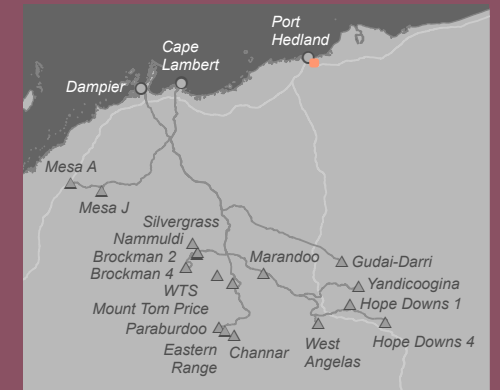 Port
Hedland
Cape
Lambert
Dampier
Mesa A
Mesa J
Silvergrass
Nammuldi
Brockman 2
Brockman 4
Marandoo
Gudai-Darri
WTS
Yandicoogina
Mount Tom Price
Hope Downs 1
Paraburdoo
Eastern
Range
Channar
West
Angelas
Hope Downs 4